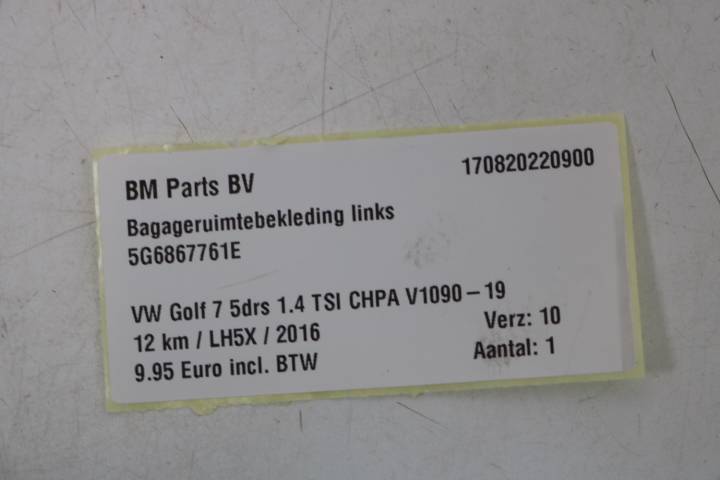 170820220900
BM Parts BV
Bagageruimtebekleding links
5G6867761E
VW Golf 7 5drs 1.4 TSI CHPA V1090-19
12 km / LH5X / 2016 Verz: 10
9.95 Euro incl. BTW Aantal: 1